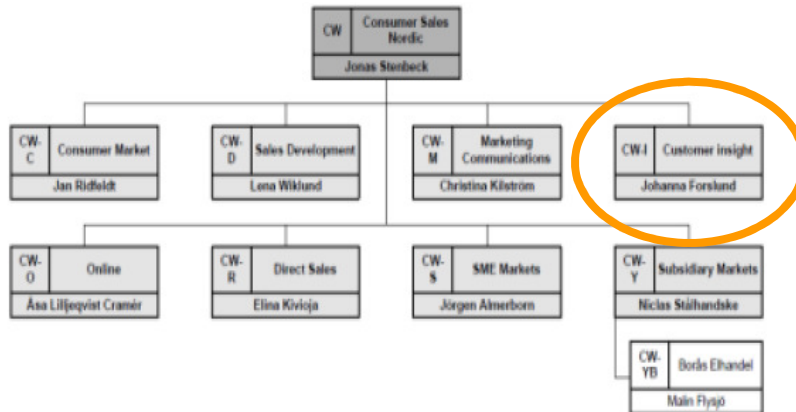 CW Consumer Sales
Nordic
Jonas Stenbeck
CW-
C Consumer Market
Jan Ridfeldt
CW-
D Sales Development
Lena Wiklund
CW-
M Marketing
Communications
Christina Kilström
CW-I Customer insight
Johanna Forslund
CW-
O Online
Åsa Lilljeqvist Cramér
CW-
R Direct Sales
Elina Kivioja
CW-
S SME Markets
Jörgen Almerborn
CW-
Y Subsidiary Markets
Niclas Stålhandske
CW-
YB Borås Elhandel
Malin Flysjö